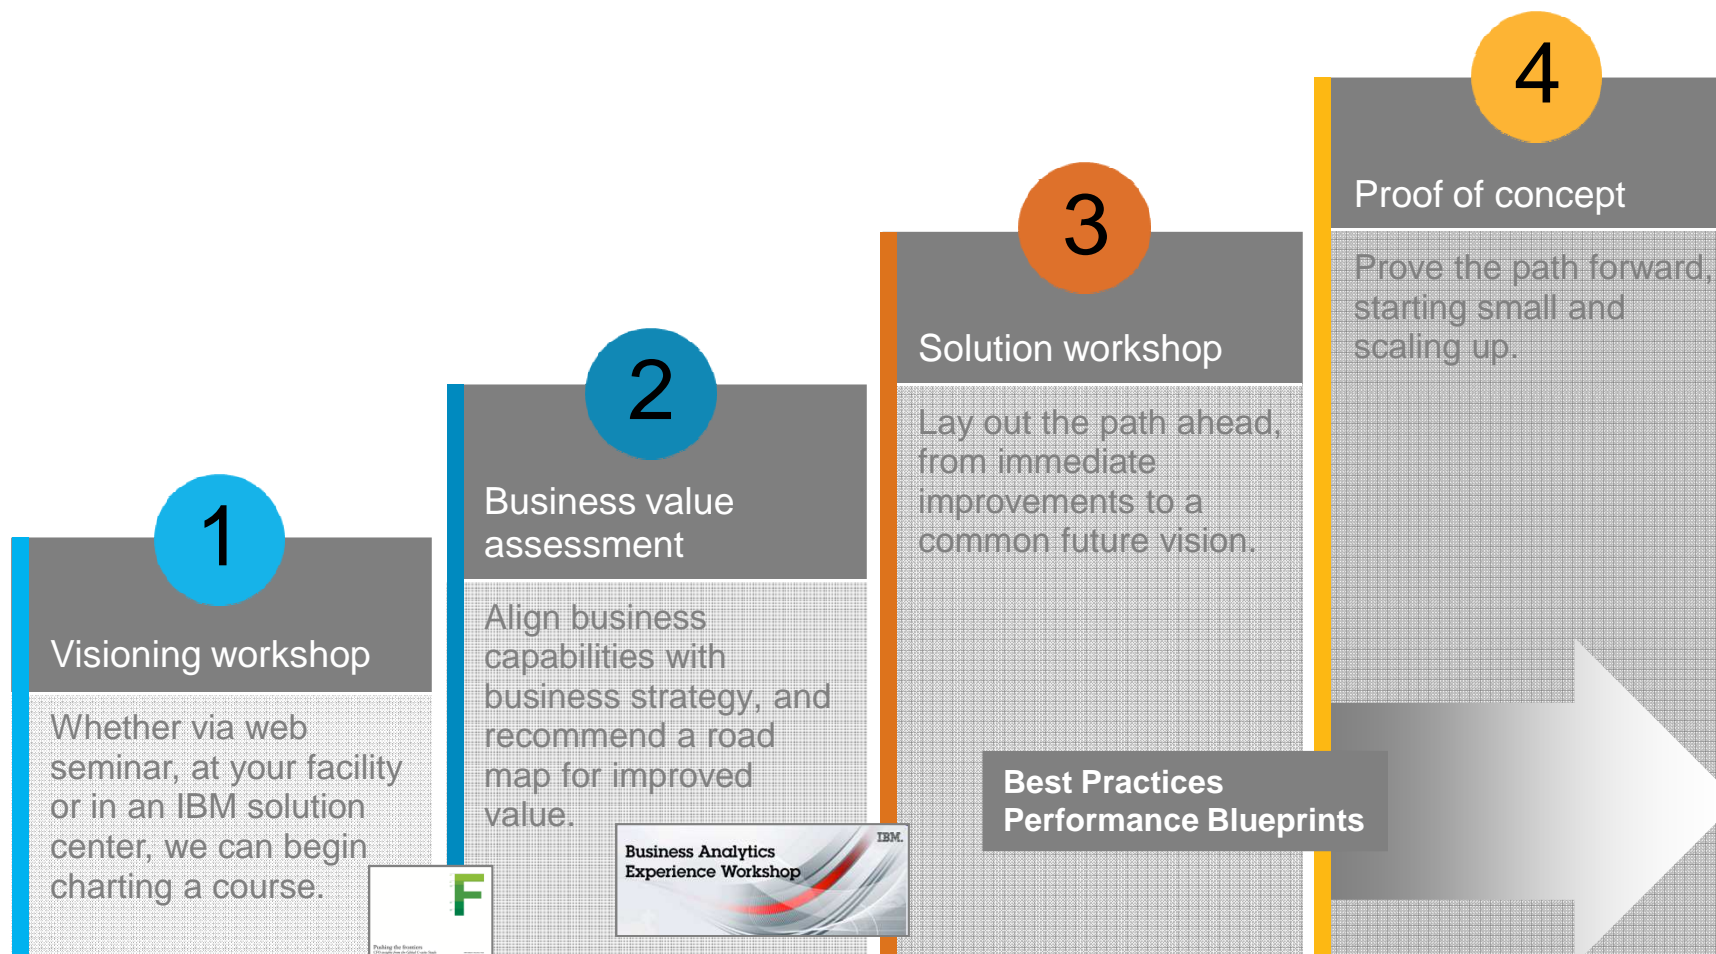 1
Visioning workshop
Whether via web
seminar, at your facility
or in an IBM solution
center, we can begin
charting a course.
F
Pushing the frontiers
2
Business value
assessment
Align business
capabilities with
business strategy, and
recommend a road
map for improved
value.
Business Analytics
Experience Workshop
IBM.
3
Solution workshop
Lay out the path ahead,
from immediate
improvements to a
common future vision.
Best Practices
Performance Blueprints
4
Proof of concept
Prove the path forward,
starting small and
scaling up.